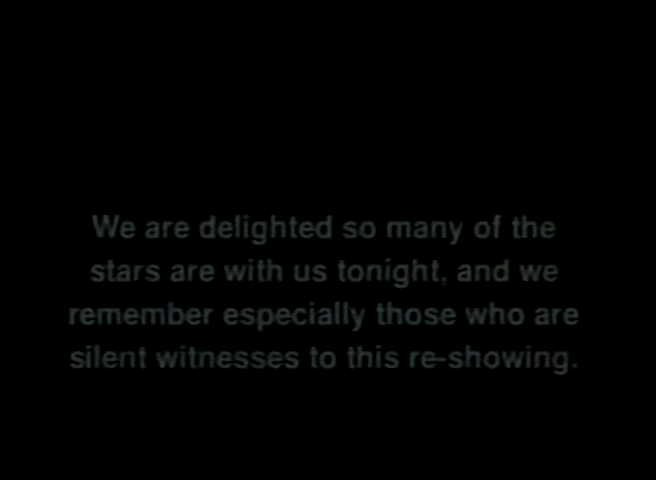 We are delighted so many of the
stars are with us tonight, and we
remember especially those who are
silent witnesses to this re-showing.